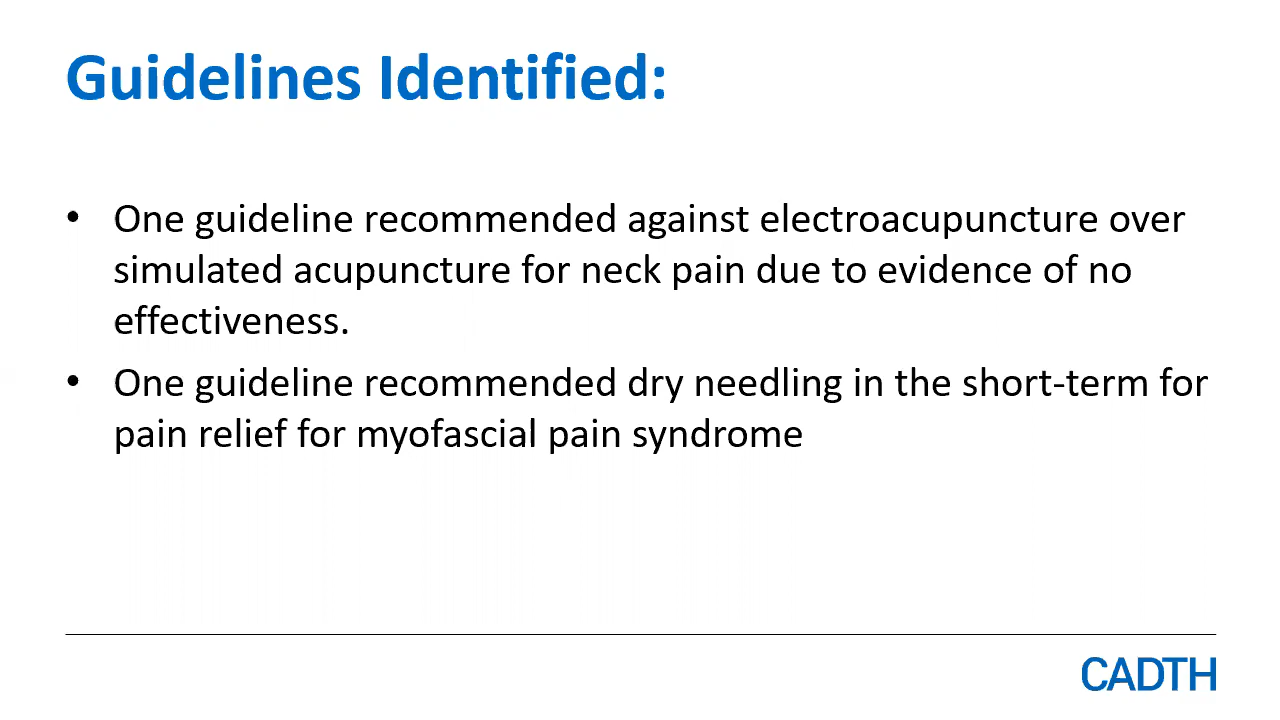 Guidelines Identified:
• One guideline recommended against electroacupuncture over
simulated acupuncture for neck pain due to evidence of no
effectiveness.
• One guideline recommended dry needling in the short-term for
pain relief for myofascial pain syndrome
CADTH